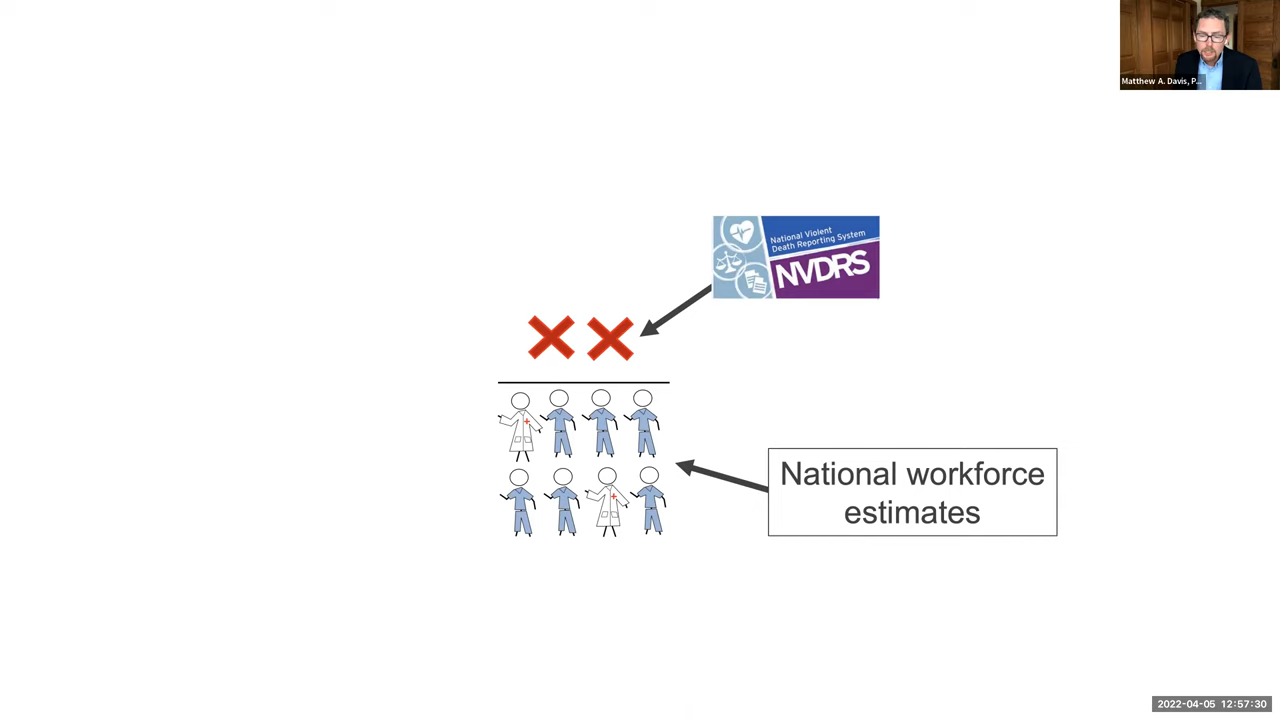 Matthew A. Davis, P...
National Violent
Death Reporting System
NVDRS
National workforce
estimates
2022-04-05 12:57:30